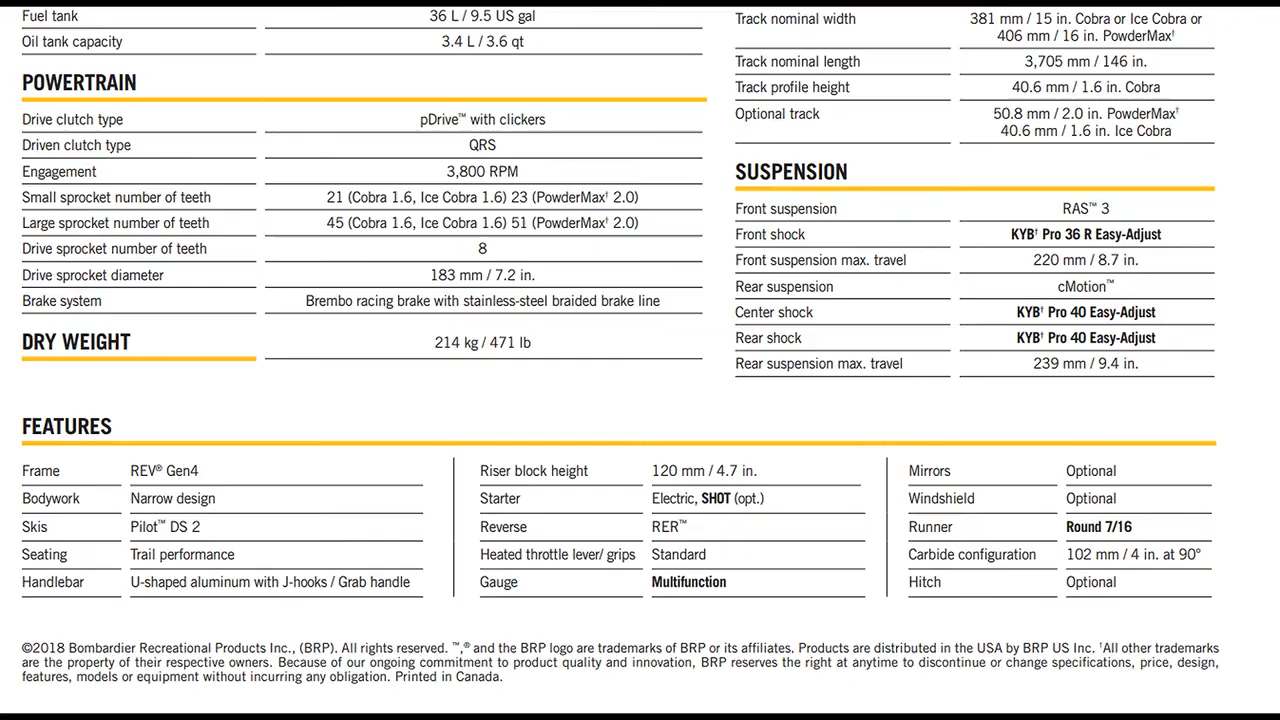 Fuel tank 36 L / 9.5 US gal
Oil tank capacity 3.4 L / 3.6 qt
POWERTRAIN
Drive clutch type pDrive™ with clickers
Driven clutch type QRS
Engagement 3,800 RPM
Small sprocket number of teeth 21 (Cobra 1.6, Ice Cobra 1.6) 23 (PowderMax† 2.0)
Large sprocket number of teeth 45 (Cobra 1.6, Ice Cobra 1.6) 51 (PowderMax† 2.0)
Drive sprocket number of teeth 8
Drive sprocket diameter 183 mm / 7.2 in.
Brake system Brembo racing brake with stainless-steel braided brake line
DRY WEIGHT 214 kg / 471 lb
Track nominal width 381 mm / 15 in. Cobra or Ice Cobra or
406 mm / 16 in. PowderMax†
Track nominal length 3,705 mm / 146 in.
Track profile height 40.6 mm / 1.6 in. Cobra
Optional track 50.8 mm / 2.0 in. PowderMax†
40.6 mm / 1.6 in. Ice Cobra
SUSPENSION
Front suspension RAS™ 3
Front shock KYB† Pro 36 R Easy-Adjust
Front suspension max. travel 220 mm / 8.7 in.
Rear suspension cMotion™
Center shock KYB† Pro 40 Easy-Adjust
Rear shock KYB† Pro 40 Easy-Adjust
Rear suspension max. travel 239 mm / 9.4 in.
FEATURES
Frame REV® Gen4
Bodywork Narrow design
Skis Pilot™ DS 2
Seating Trail performance
Handlebar U-shaped aluminum with J-hooks / Grab handle
Riser block height 120 mm / 4.7 in.
Starter Electric, SHOT (opt.)
Reverse RER™
Heated throttle lever/ grips Standard
Gauge Multifunction
Mirrors Optional
Windshield Optional
Runner Round 7/16
Carbide configuration 102 mm / 4 in. at 90°
Hitch Optional
©2018 Bombardier Recreational Products Inc., (BRP). All rights reserved. ™,® and the BRP logo are trademarks of BRP or its affiliates. Products are distributed in the USA by BRP US Inc. †All other trademarks
are the property of their respective owners. Because of our ongoing commitment to product quality and innovation, BRP reserves the right at anytime to discontinue or change specifications, price, design,
features, models or equipment without incurring any obligation. Printed in Canada.